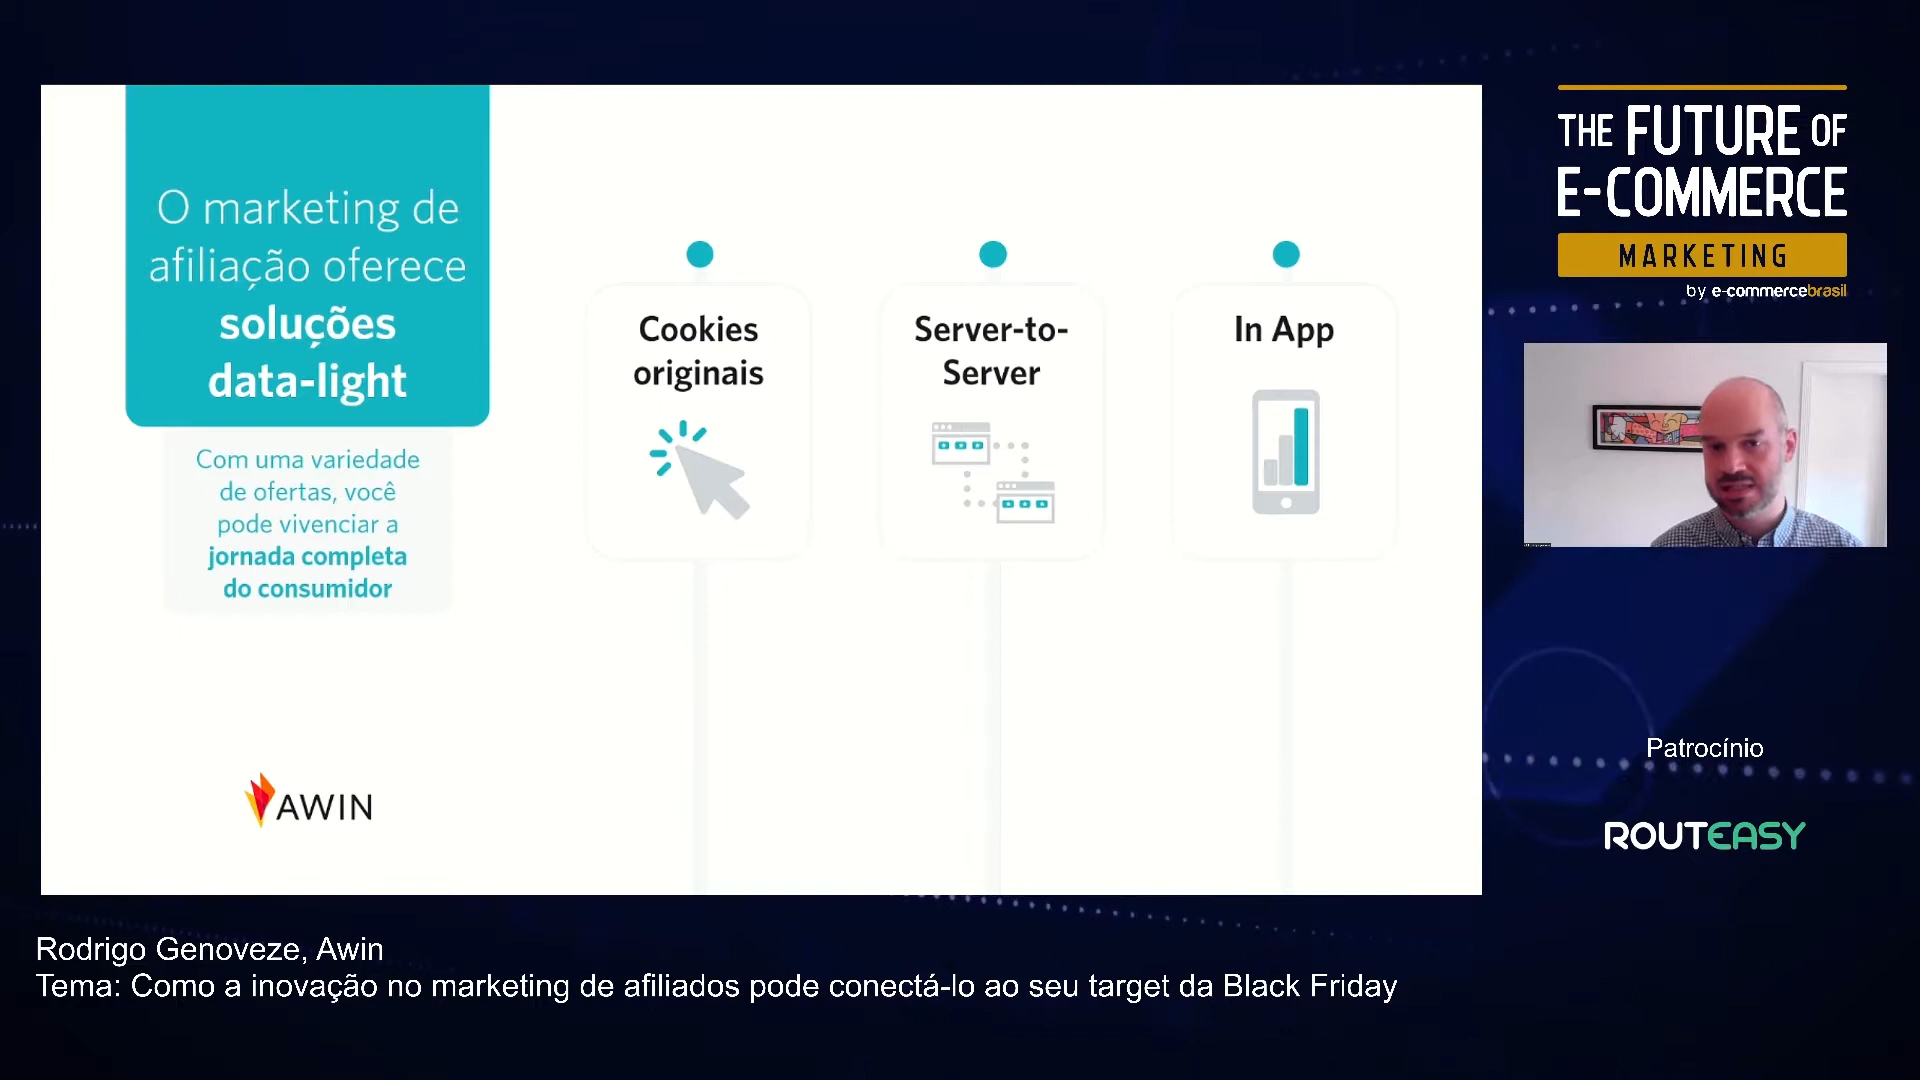 O marketing de
afiliação oferece
soluções
data-light
Com uma variedade
de ofertas, você
pode vivenciar a
jornada completa
do consumidor
AWIN
Cookies
originais
Server-to-
Server
In App
THE FUTURE OF
E-COMMERCE
MARKETING
by e-commercebrasil
Patrocínio
ROUTEASY
Rodrigo Genoveze, Awin
Tema: Como a inovação no marketing de afiliados pode conectá-lo ao seu target da Black Friday